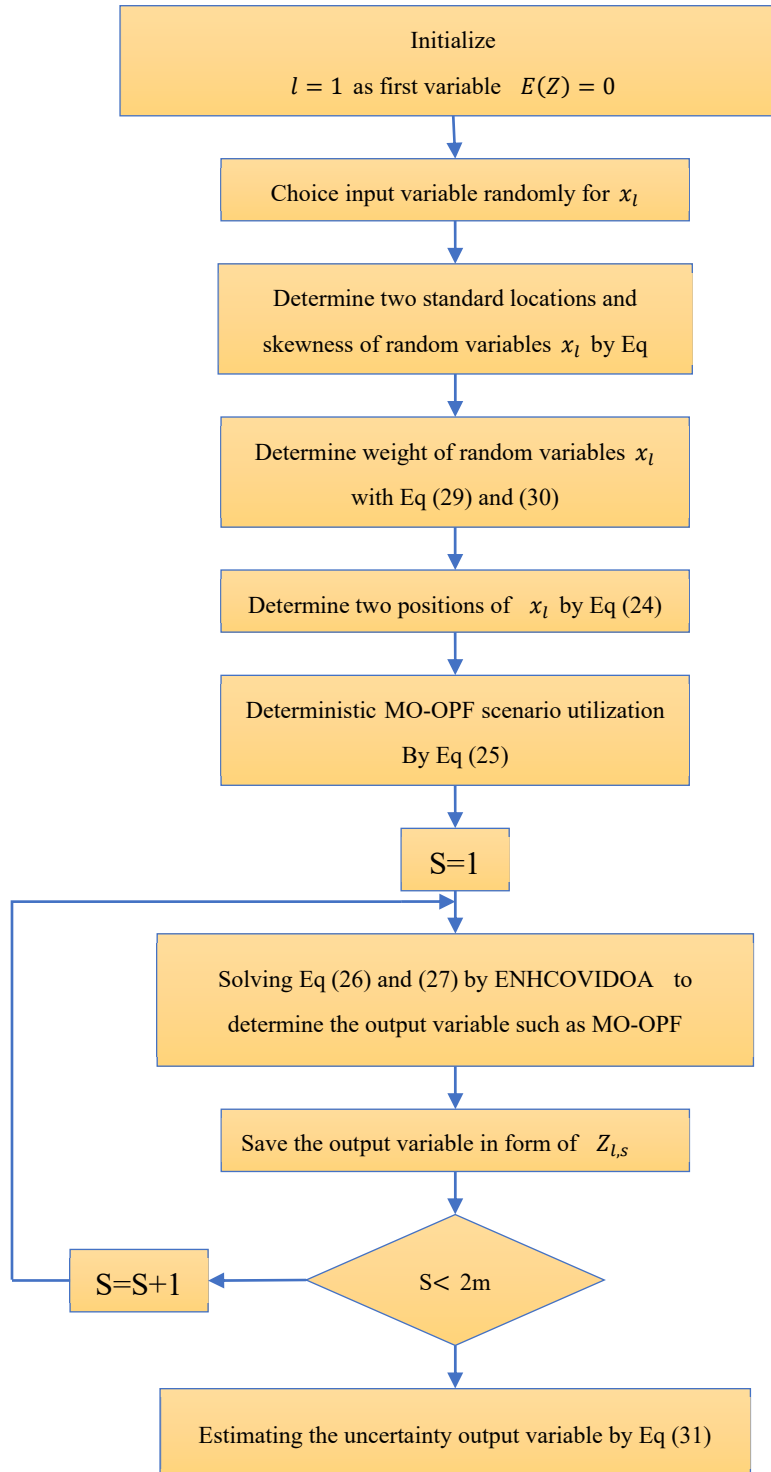 Initialize
l = 1 as first variable E(Z) = 0
Choice input variable randomly for x_l
Determine two standard locations and
skewness of random variables x_l by Eq
Determine weight of random variables x_l
with Eq (29) and (30)
Determine two positions of x_l by Eq (24)
Deterministic MO-OPF scenario utilization
By Eq (25)
S=1
Solving Eq (26) and (27) by ENHCOVIDOA to
determine the output variable such as MO-OPF
Save the output variable in form of Z_{l,s}
S=S+1
S< 2m
Estimating the uncertainty output variable by Eq (31)